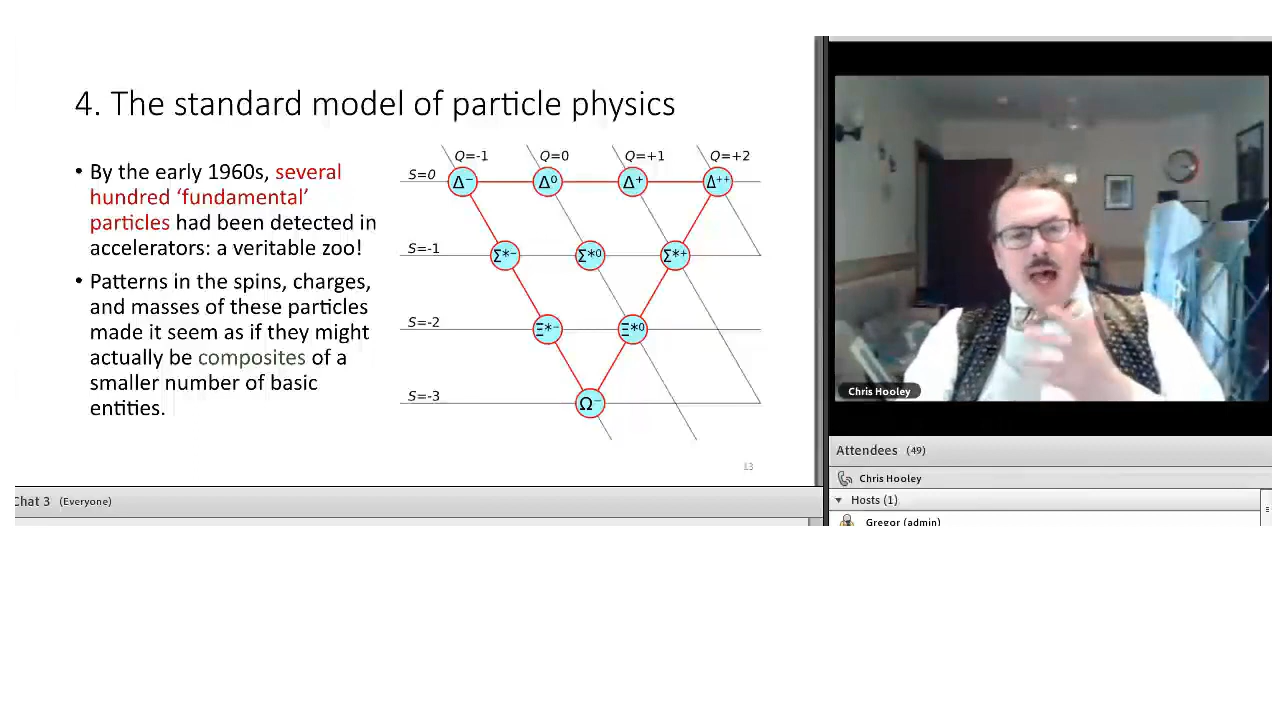 4. The standard model of particle physics
• By the early 1960s, several
hundred ‘fundamental’
particles had been detected in
accelerators: a veritable zoo!
• Patterns in the spins, charges,
and masses of these particles
made it seem as if they might
actually be composites of a
smaller number of basic
entities.
Q=-1 Q=0 Q=+1 Q=+2
S=0
Δ⁻ Δ⁰ Δ⁺ Δ⁺⁺
S=-1
Σ*⁻ Σ*⁰ Σ*⁺
S=-2
Ξ*⁻ Ξ*⁰
S=-3
Ω⁻
13
Chat 3 (Everyone)
Chris Hooley
Attendees (49)
Chris Hooley
Hosts (1)
Gregor (admin)